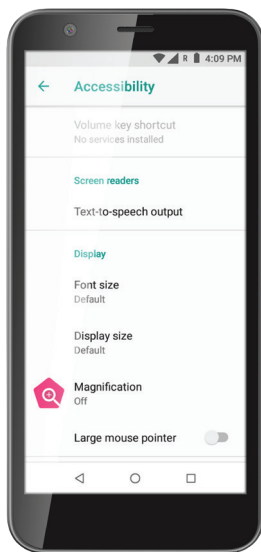 R 4:09 PM
Accessibility
Volume key shortcut
No services installed
Screen readers
Text-to-speech output
Display
Font size
Default
Display size
Default
Magnification
Off
Large mouse pointer